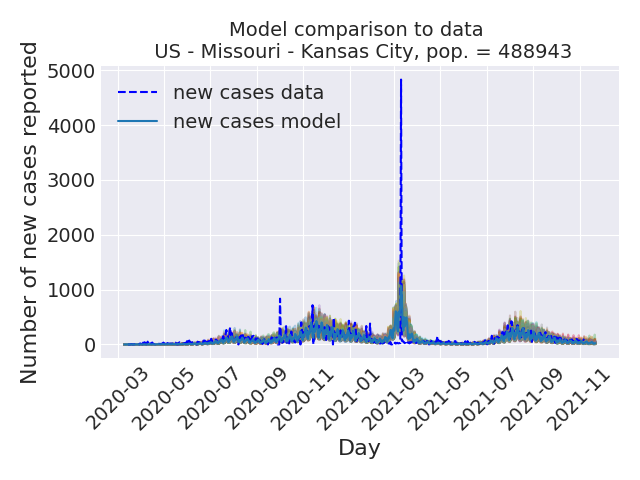 Model comparison to data
US - Missouri - Kansas City, pop. = 488943
Number of new cases reported
5000
4000
3000
2000
1000
0
new cases data
new cases model
2020-03
2020-05
2020-07
2020-09
2020-11
2021-01
2021-03
2021-05
2021-07
2021-09
2021-11
Day